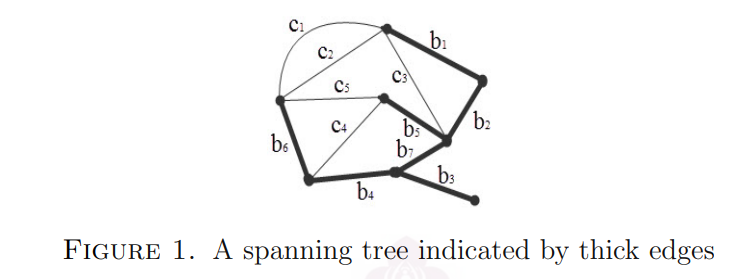 c₁
b₁
c₂
c₃
c₅
b₂
c₄
b₅
b₆
b₇
b₃
b₄
FIGURE 1. A spanning tree indicated by thick edges